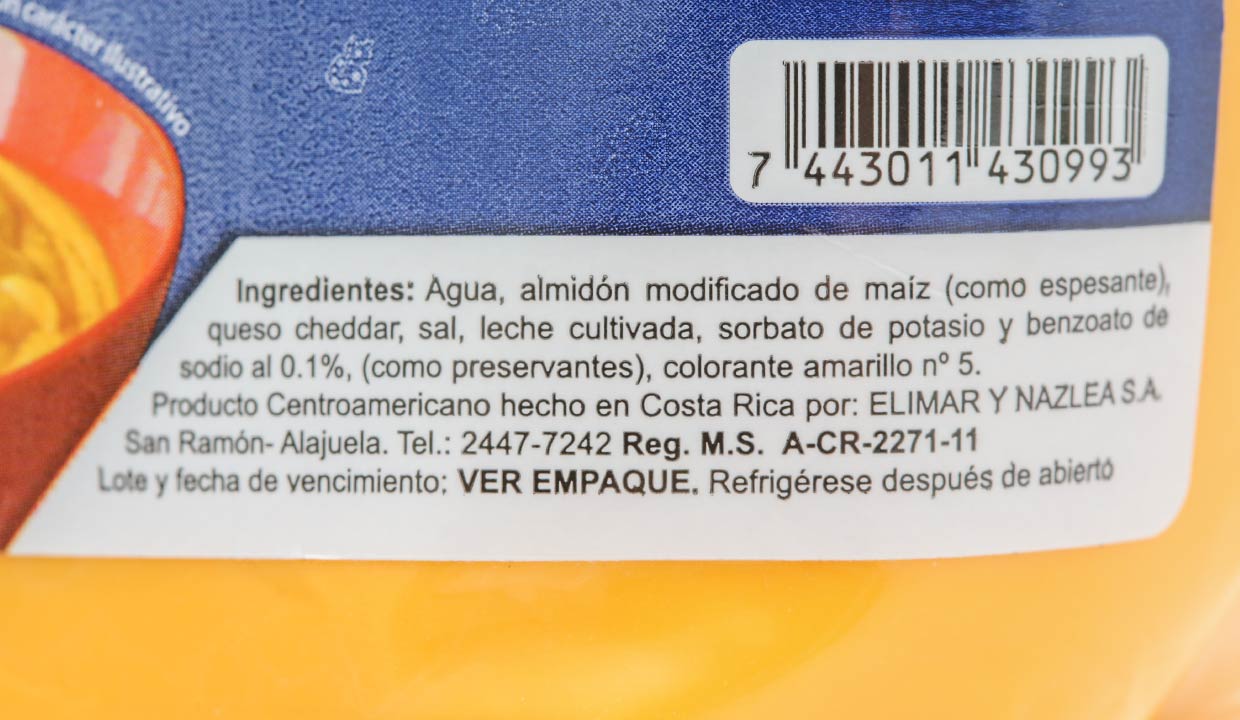 n carácter ilustrativo
7 443011 430993
Ingredientes: Agua, almidón modificado de maíz (como espesante),
queso cheddar, sal, leche cultivada, sorbato de potasio y benzoato de
sodio al 0.1%, (como preservantes), colorante amarillo nº 5.
Producto Centroamericano hecho en Costa Rica por: ELIMAR Y NAZLEA S.A.
San Ramón- Alajuela. Tel.: 2447-7242 Reg. M.S. A-CR-2271-11
Lote y fecha de vencimiento: VER EMPAQUE. Refrigérese después de abierto